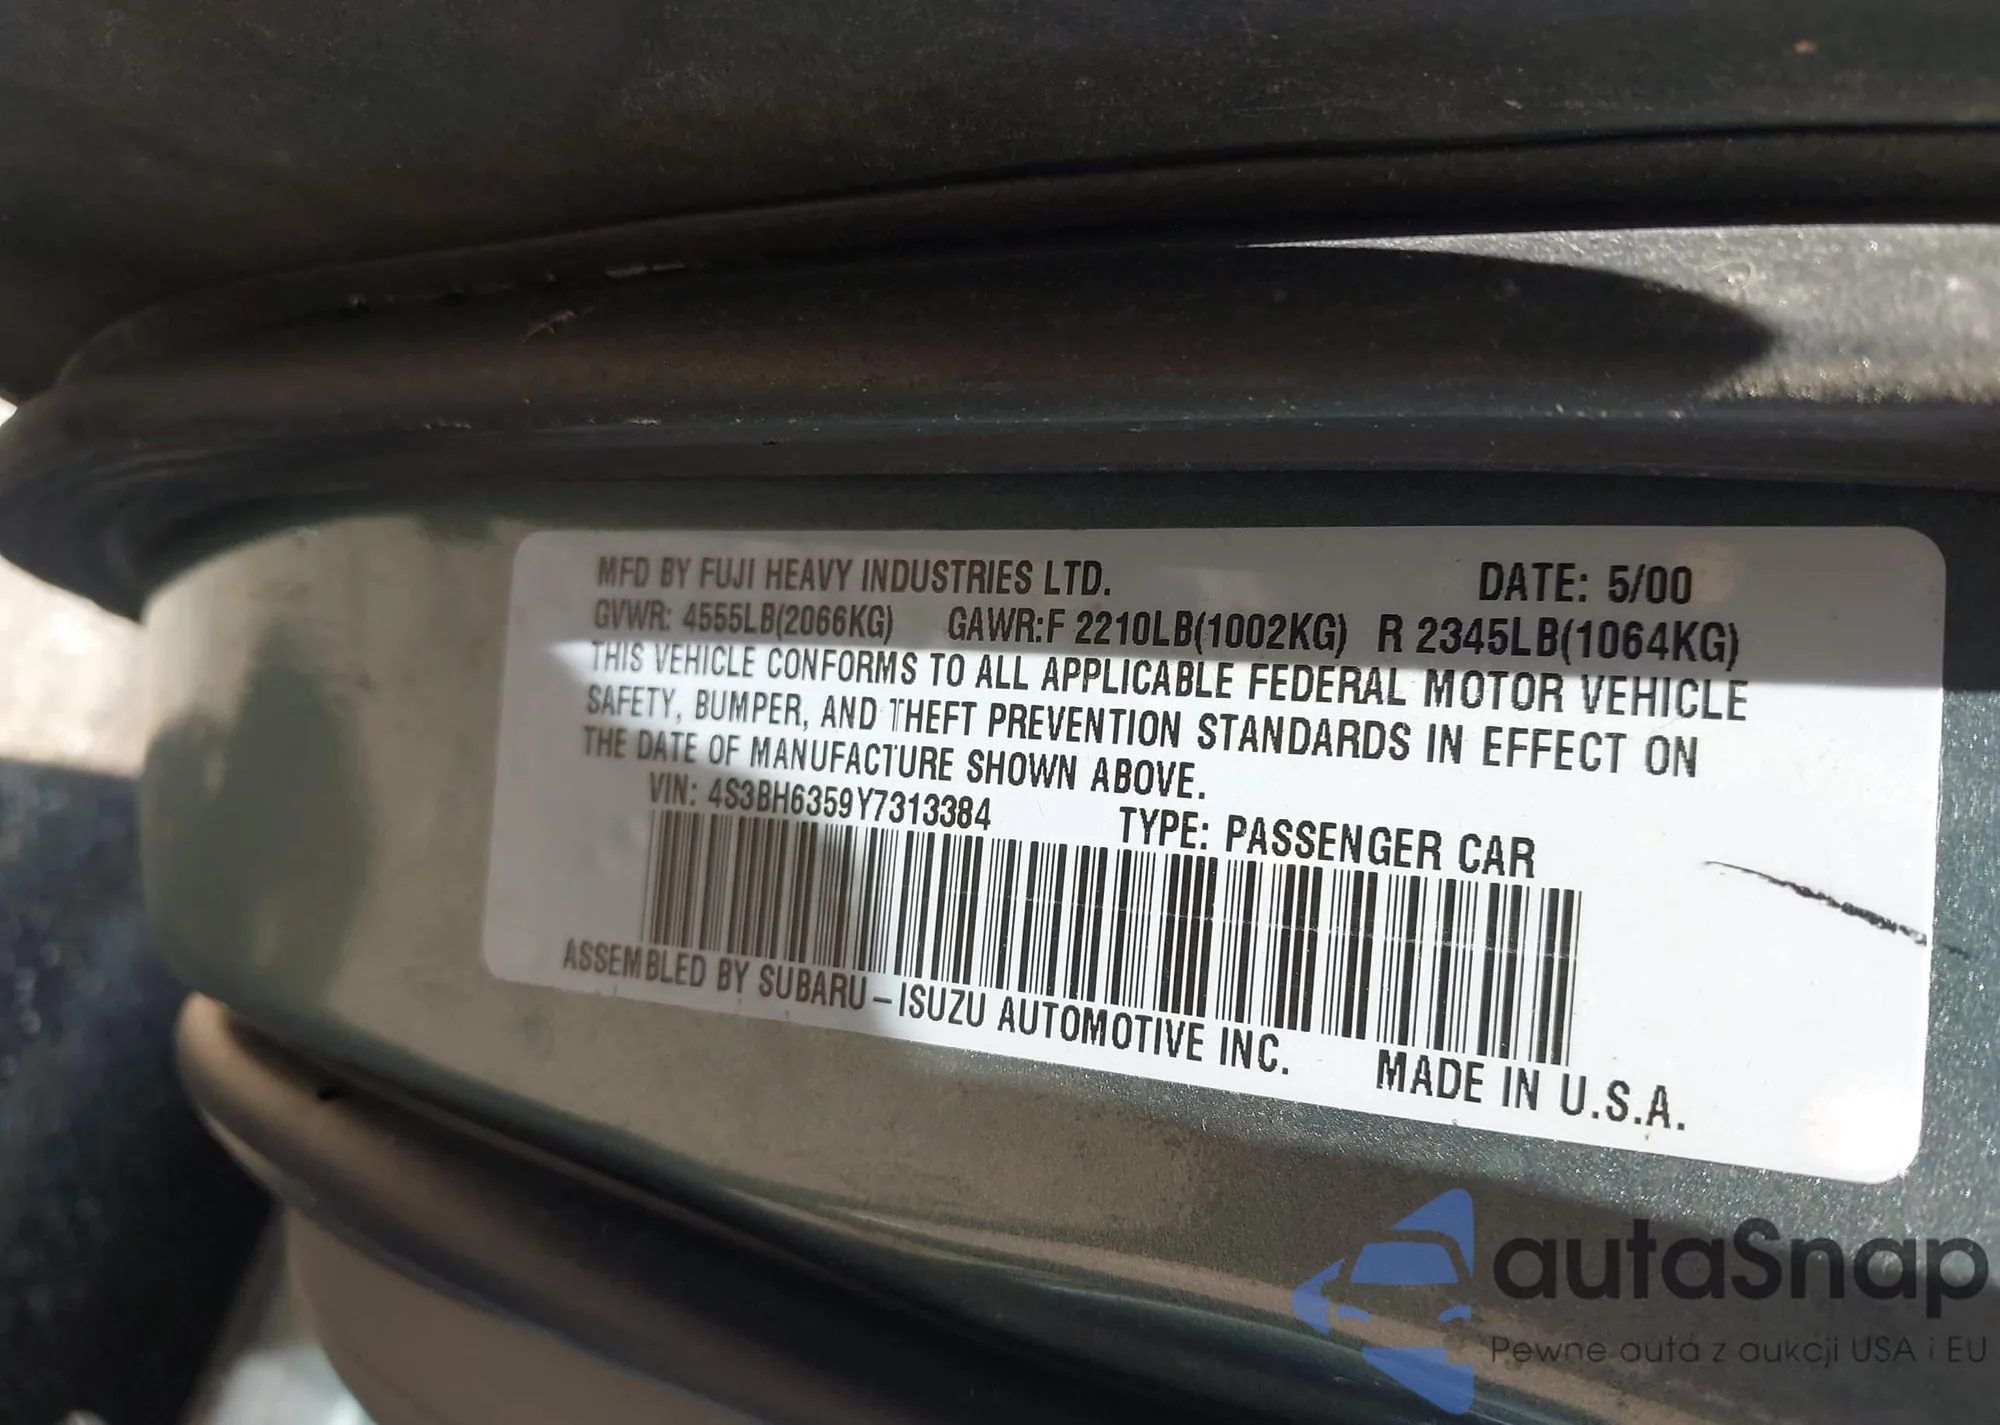 MFD BY FUJI HEAVY INDUSTRIES LTD. DATE: 5/00
GVWR: 4555LB(2066KG) GAWR:F 2210LB(1002KG) R 2345LB(1064KG)
THIS VEHICLE CONFORMS TO ALL APPLICABLE FEDERAL MOTOR VEHICLE
SAFETY, BUMPER, AND THEFT PREVENTION STANDARDS IN EFFECT ON
THE DATE OF MANUFACTURE SHOWN ABOVE.
VIN: 4S3BH6359Y7313384 TYPE: PASSENGER CAR
ASSEMBLED BY SUBARU-ISUZU AUTOMOTIVE INC. MADE IN U.S.A.
autaSnap
Pewne auta z aukcji USA i EU